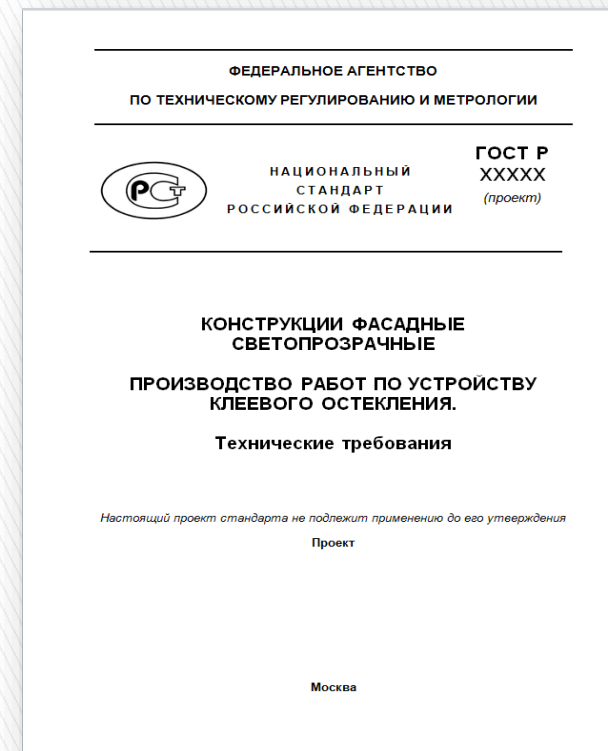 ФЕДЕРАЛЬНОЕ АГЕНТСТВО
ПО ТЕХНИЧЕСКОМУ РЕГУЛИРОВАНИЮ И МЕТРОЛОГИИ
РСТ
НАЦИОНАЛЬНЫЙ
СТАНДАРТ
РОССИЙСКОЙ ФЕДЕРАЦИИ
ГОСТ Р
XXXXX
(проект)
КОНСТРУКЦИИ ФАСАДНЫЕ
СВЕТОПРОЗРАЧНЫЕ
ПРОИЗВОДСТВО РАБОТ ПО УСТРОЙСТВУ
КЛЕЕВОГО ОСТЕКЛЕНИЯ.
Технические требования
Настоящий проект стандарта не подлежит применению до его утверждения
Проект
Москва